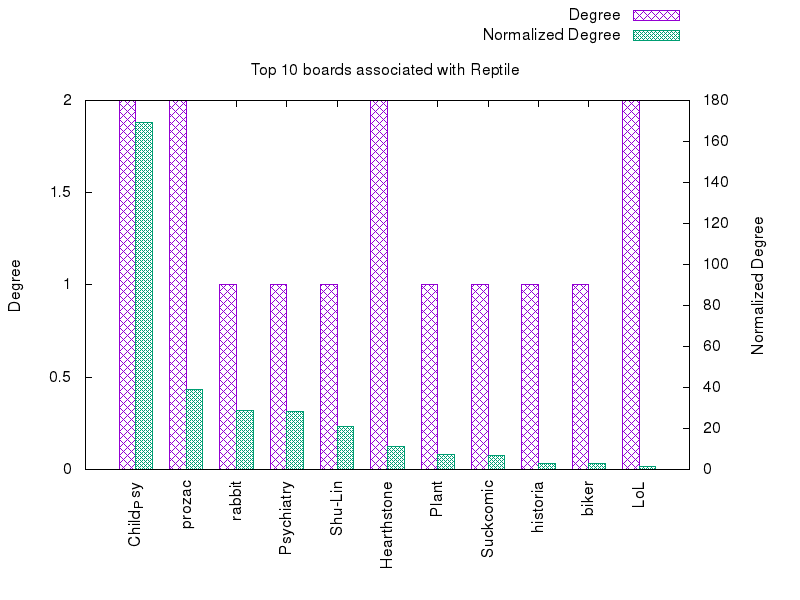 Degree
Normalized Degree
Top 10 boards associated with Reptile
2
1.5
1
0.5
0
180
160
140
120
100
80
60
40
20
0
Degree
Normalized Degree
ChildPsy
prozac
rabbit
Psychiatry
Shu-Lin
Hearthstone
Plant
Suckcomic
historia
biker
LoL